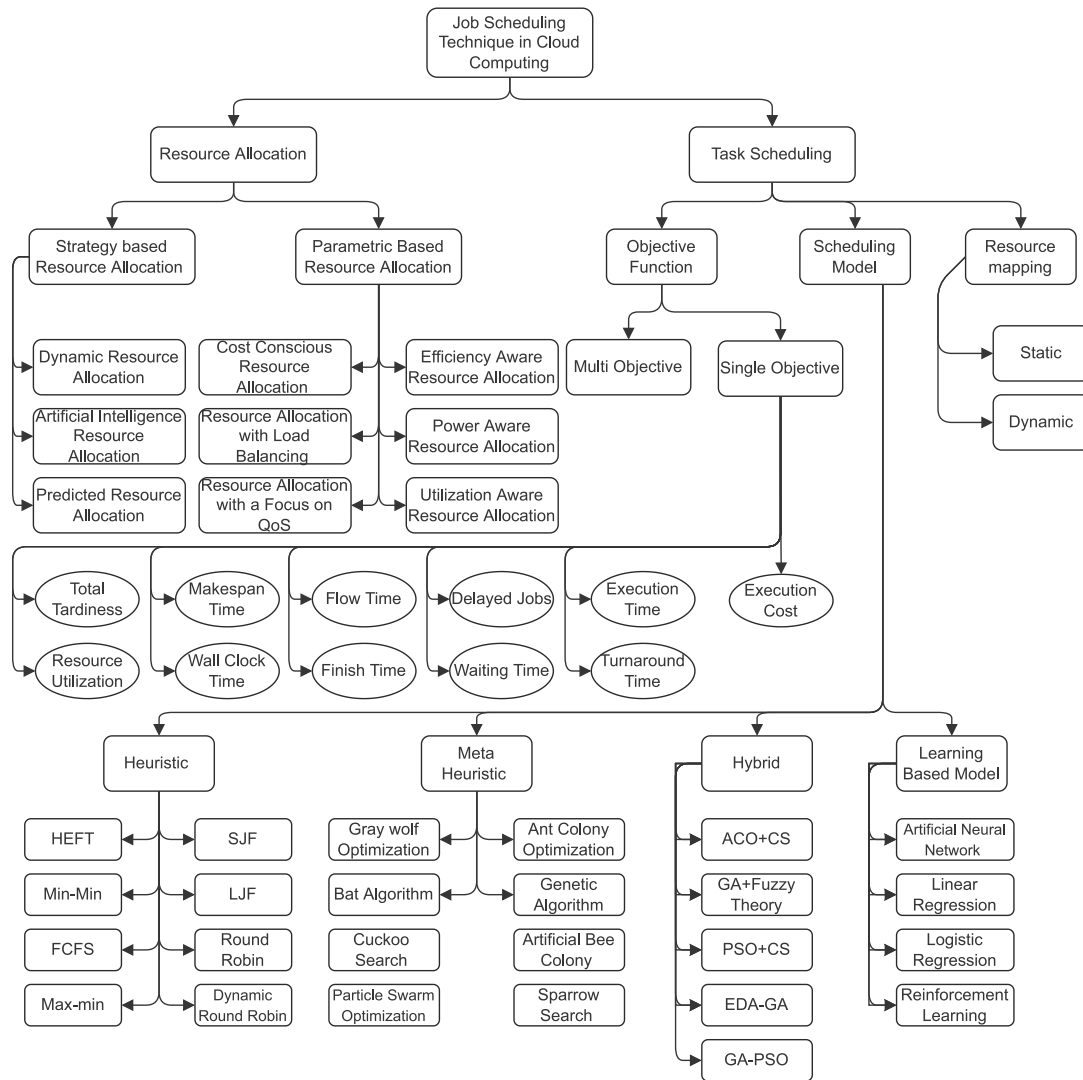 Job Scheduling
Technique in Cloud
Computing
Resource Allocation
Task Scheduling
Strategy based
Resource Allocation
Parametric Based
Resource Allocation
Objective
Function
Scheduling
Model
Resource
mapping
Dynamic Resource
Allocation
Cost Conscious
Resource
Allocation
Efficiency Aware
Resource Allocation
Multi Objective
Single Objective
Static
Artificial Intelligence
Resource
Allocation
Resource Allocation
with Load
Balancing
Power Aware
Resource Allocation
Dynamic
Predicted Resource
Allocation
Resource Allocation
with a Focus on
QoS
Utilization Aware
Resource Allocation
Total
Tardiness
Makespan
Time
Flow Time
Delayed Jobs
Execution
Time
Execution
Cost
Resource
Utilization
Wall Clock
Time
Finish Time
Waiting Time
Turnaround
Time
Heuristic
Meta
Heuristic
Hybrid
Learning
Based Model
HEFT
SJF
Gray wolf
Optimization
Ant Colony
Optimization
ACO+CS
Artificial Neural
Network
Min-Min
LJF
Bat Algorithm
Genetic
Algorithm
GA+Fuzzy
Theory
Linear
Regression
FCFS
Round
Robin
Cuckoo
Search
Artificial Bee
Colony
PSO+CS
Logistic
Regression
Max-min
Dynamic
Round Robin
Particle Swarm
Optimization
Sparrow
Search
EDA-GA
Reinforcement
Learning
GA-PSO